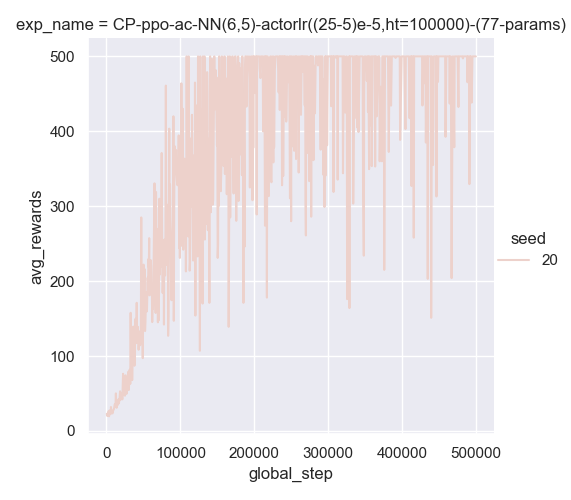 exp_name = CP-ppo-ac-NN(6,5)-actorlr((25-5)e-5,ht=100000)-(77-params)
500
400
300
200
100
0
avg_rewards
0 100000 200000 300000 400000 500000
global_step
seed
20